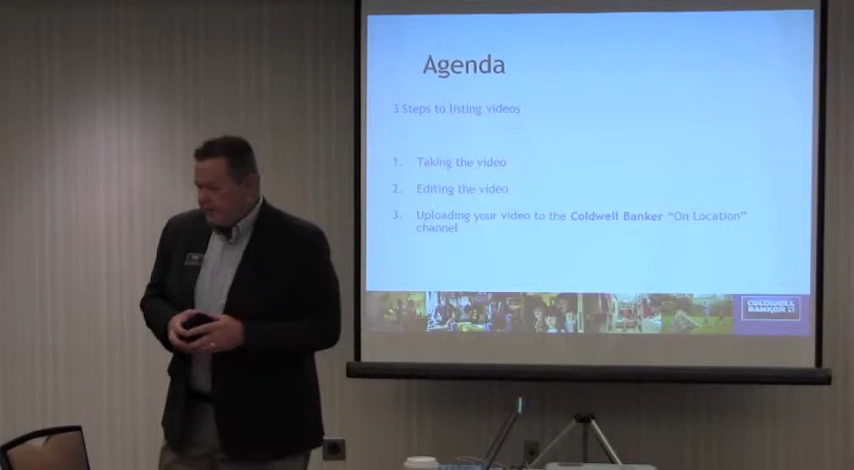 Agenda
3 Steps to listing videos
1. Taking the video
2. Editing the video
3. Uploading your video to the Coldwell Banker “On Location”
channel
COLDWELL
BANKER